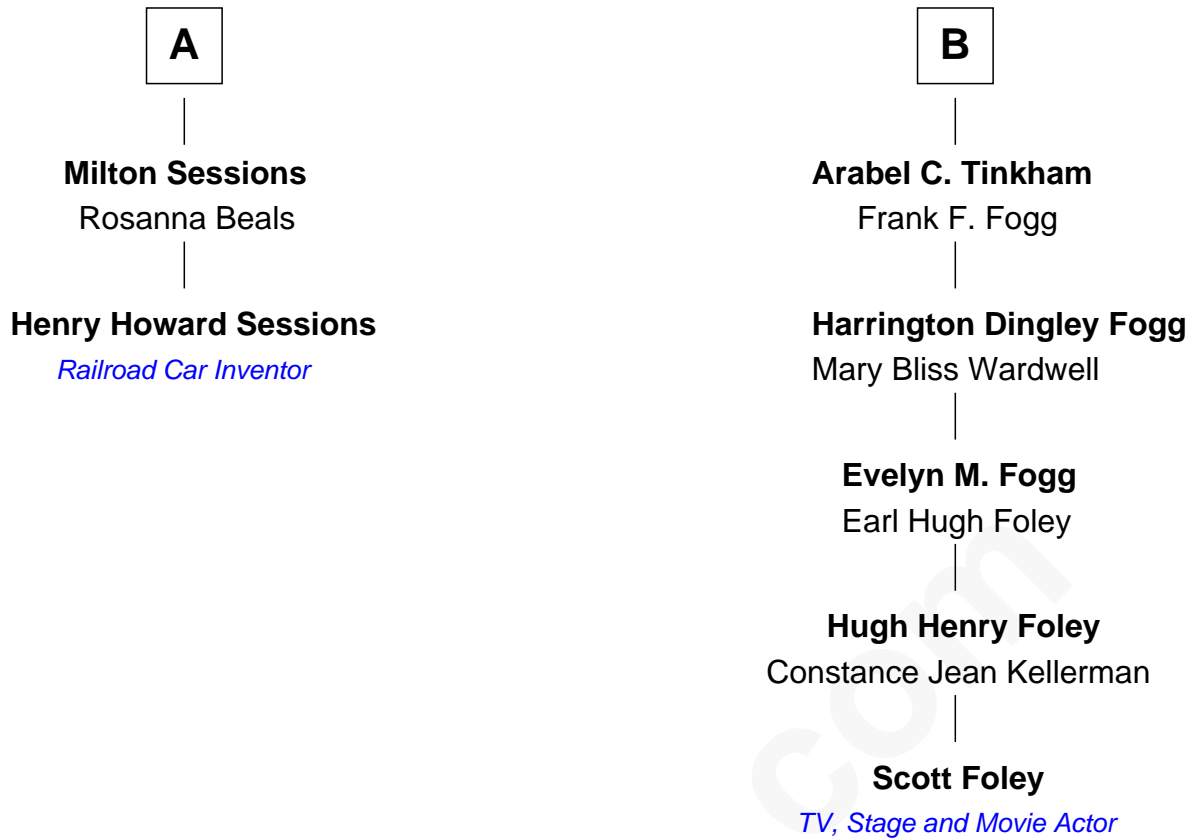 A
Milton Sessions
Rosanna Beals
Henry Howard Sessions
Railroad Car Inventor
B
Arabel C. Tinkham
Frank F. Fogg
Harrington Dingley Fogg
Mary Bliss Wardwell
Evelyn M. Fogg
Earl Hugh Foley
Hugh Henry Foley
Constance Jean Kellerman
Scott Foley
TV, Stage and Movie Actor
com